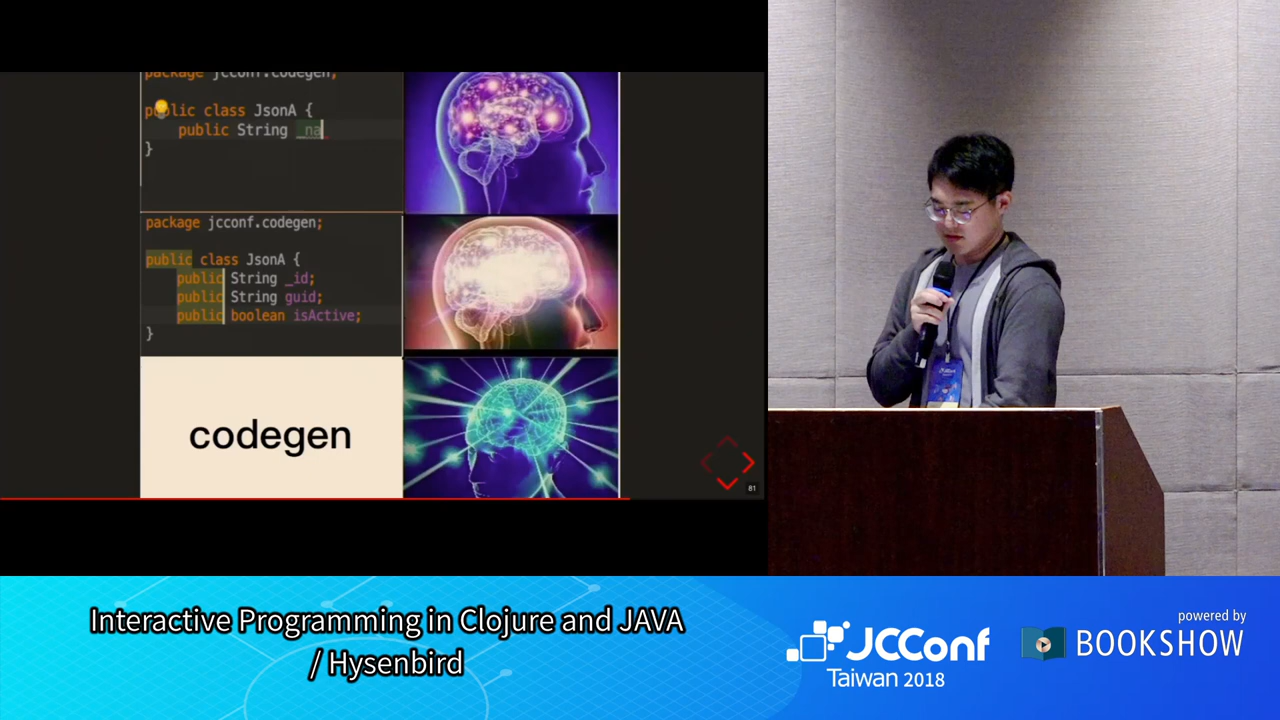 package jcconf.codegen;
public class JsonA {
public String _na
}
package jcconf.codegen;
public class JsonA {
public String _id;
public String guid;
public boolean isActive;
}
codegen
81
Interactive Programming in Clojure and JAVA
/ Hysenbird
JCConf
Taiwan 2018
powered by
BOOKSHOW